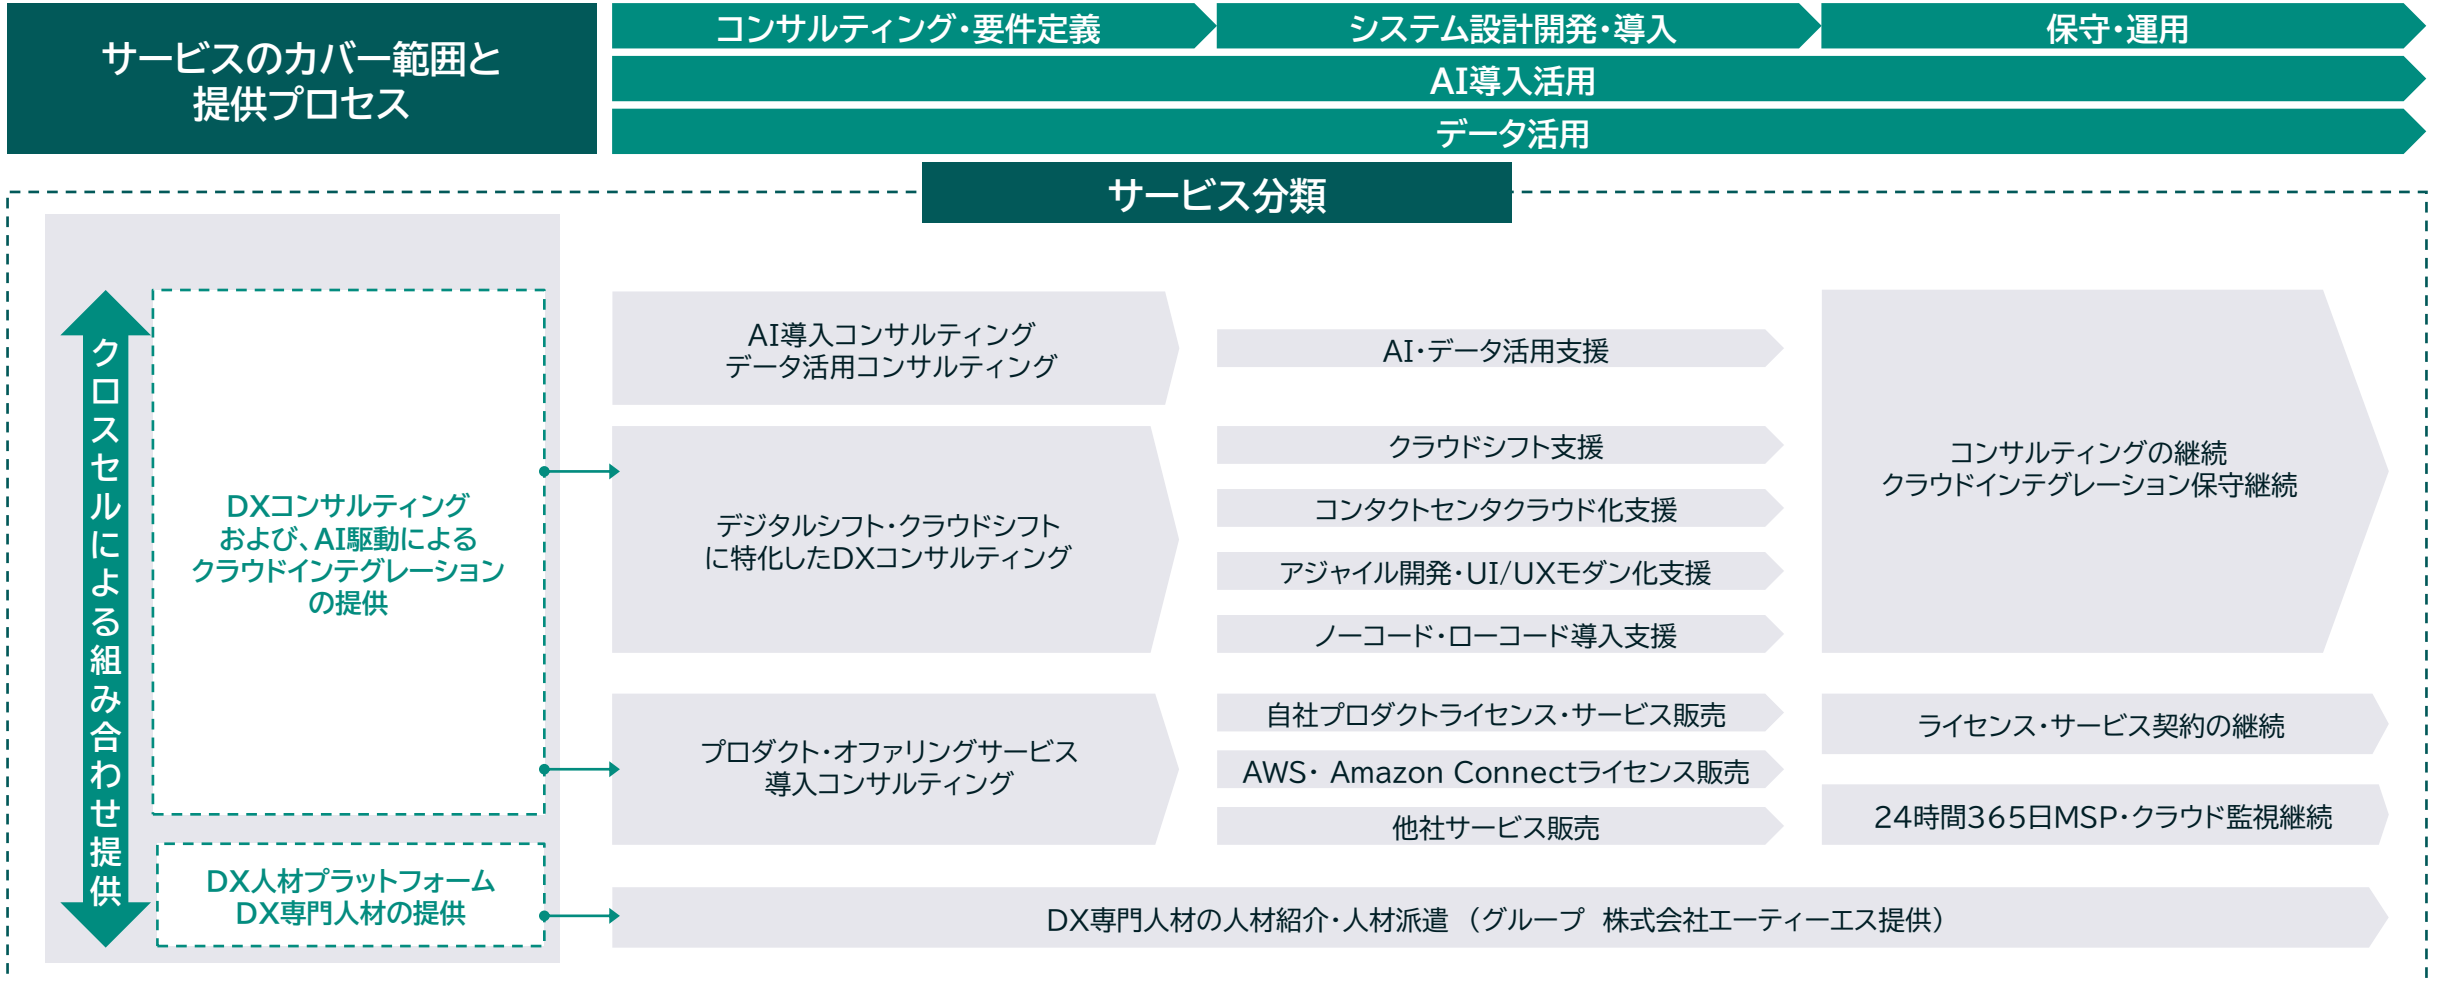 サービスのカバー範囲と
提供プロセス
コンサルティング・要件定義
システム設計開発・導入
保守・運用
AI導入活用
データ活用
サービス分類
クロスセルによる組み合わせ提供
DXコンサルティング
および、AI駆動による
クラウドインテグレーション
の提供
DX人材プラットフォーム
DX専門人材の提供
AI導入コンサルティング
データ活用コンサルティング
AI・データ活用支援
デジタルシフト・クラウドシフト
に特化したDXコンサルティング
クラウドシフト支援
コンタクトセンタクラウド化支援
アジャイル開発・UI/UXモダン化支援
ノーコード・ローコード導入支援
コンサルティングの継続
クラウドインテグレーション保守継続
プロダクト・オファリングサービス
導入コンサルティング
自社プロダクトライセンス・サービス販売
AWS・ Amazon Connectライセンス販売
他社サービス販売
ライセンス・サービス契約の継続
24時間365日MSP・クラウド監視継続
DX専門人材の人材紹介・人材派遣 （グループ 株式会社エーティーエス提供）